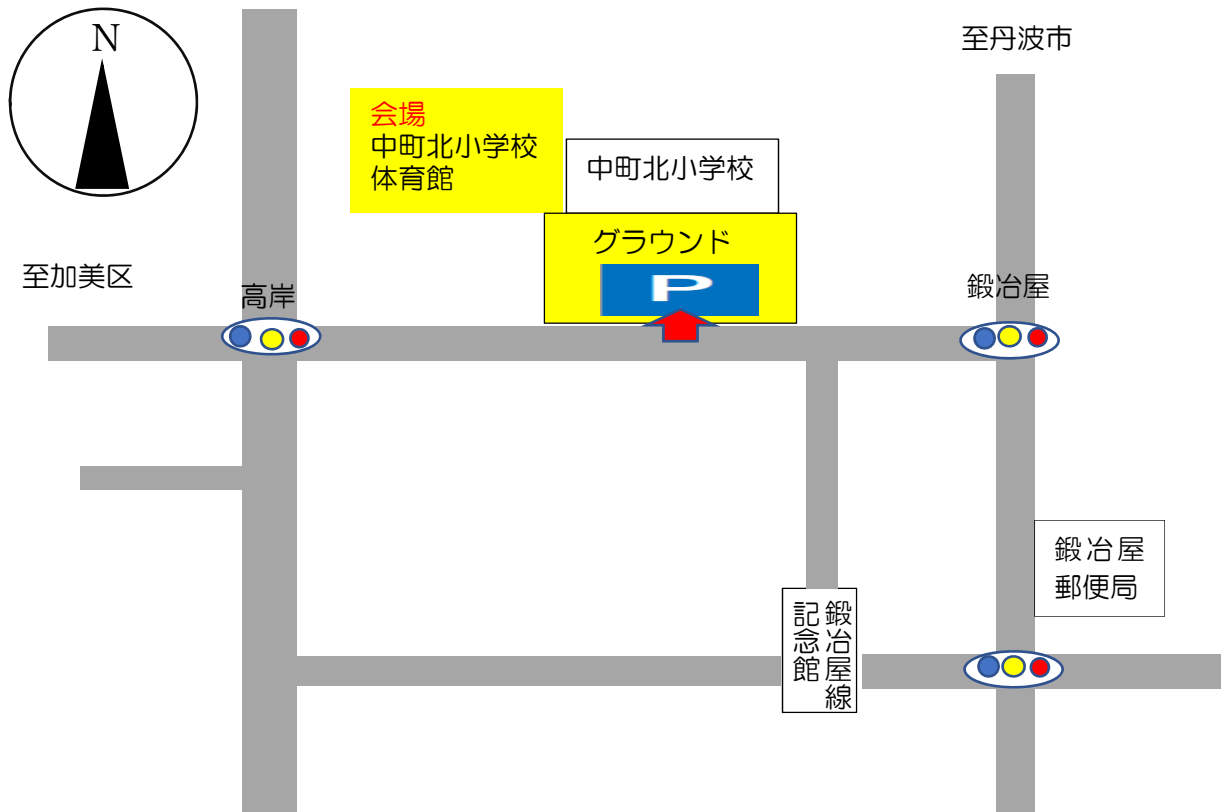 N
至丹波市
会場
中町北小学校
体育館
中町北小学校
グラウンド
P
至加美区
高岸
鍛冶屋
鍛冶屋
郵便局
鍛冶屋線
記念館